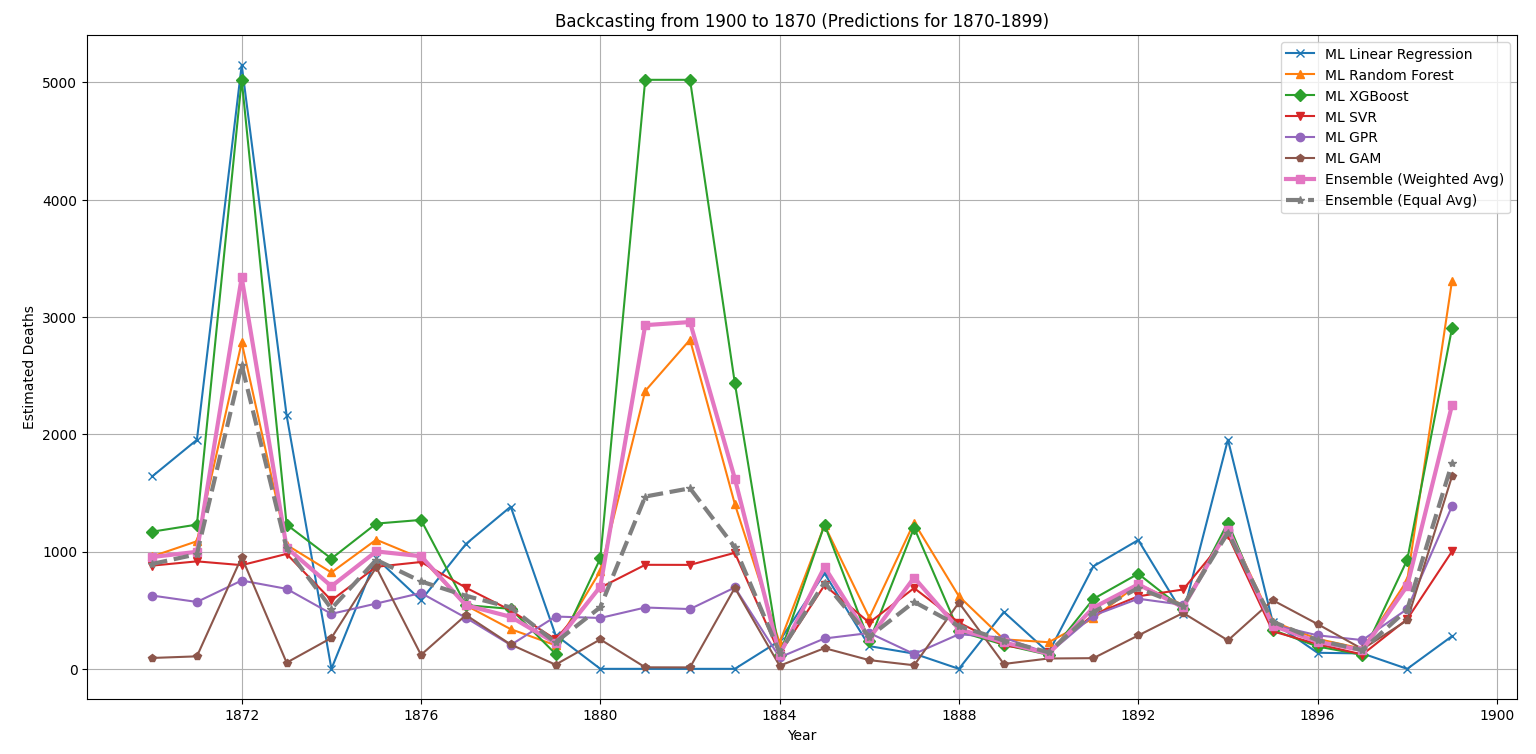 Backcasting from 1900 to 1870 (Predictions for 1870-1899)
ML Linear Regression
ML Random Forest
ML XGBoost
ML SVR
ML GPR
ML GAM
Ensemble (Weighted Avg)
Ensemble (Equal Avg)
Estimated Deaths
5000
4000
3000
2000
1000
0
1872 1876 1880 1884 1888 1892 1896 1900
Year